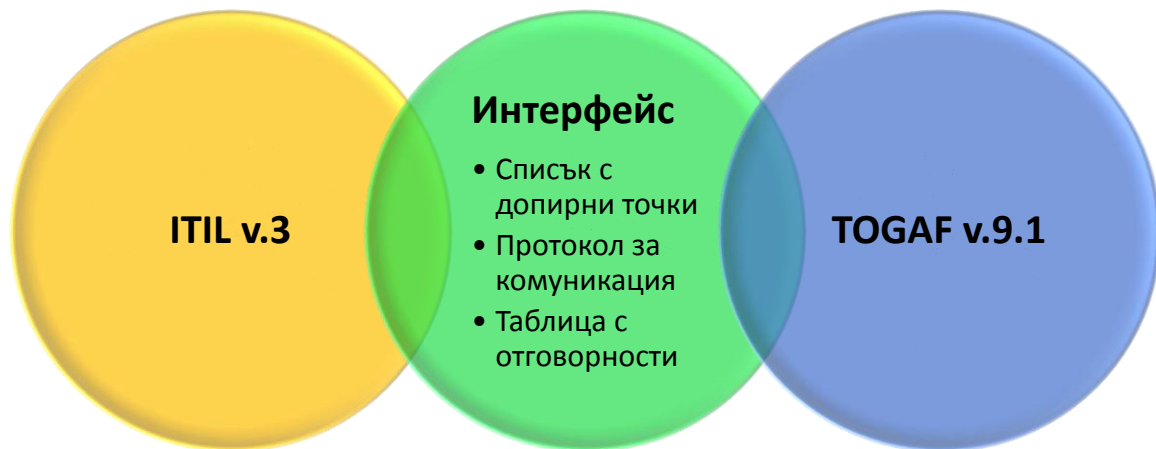 ITIL v.3
Интерфейс
• Списък с
допирни точки
• Протокол за
комуникация
• Таблица с
отговорности
TOGAF v.9.1